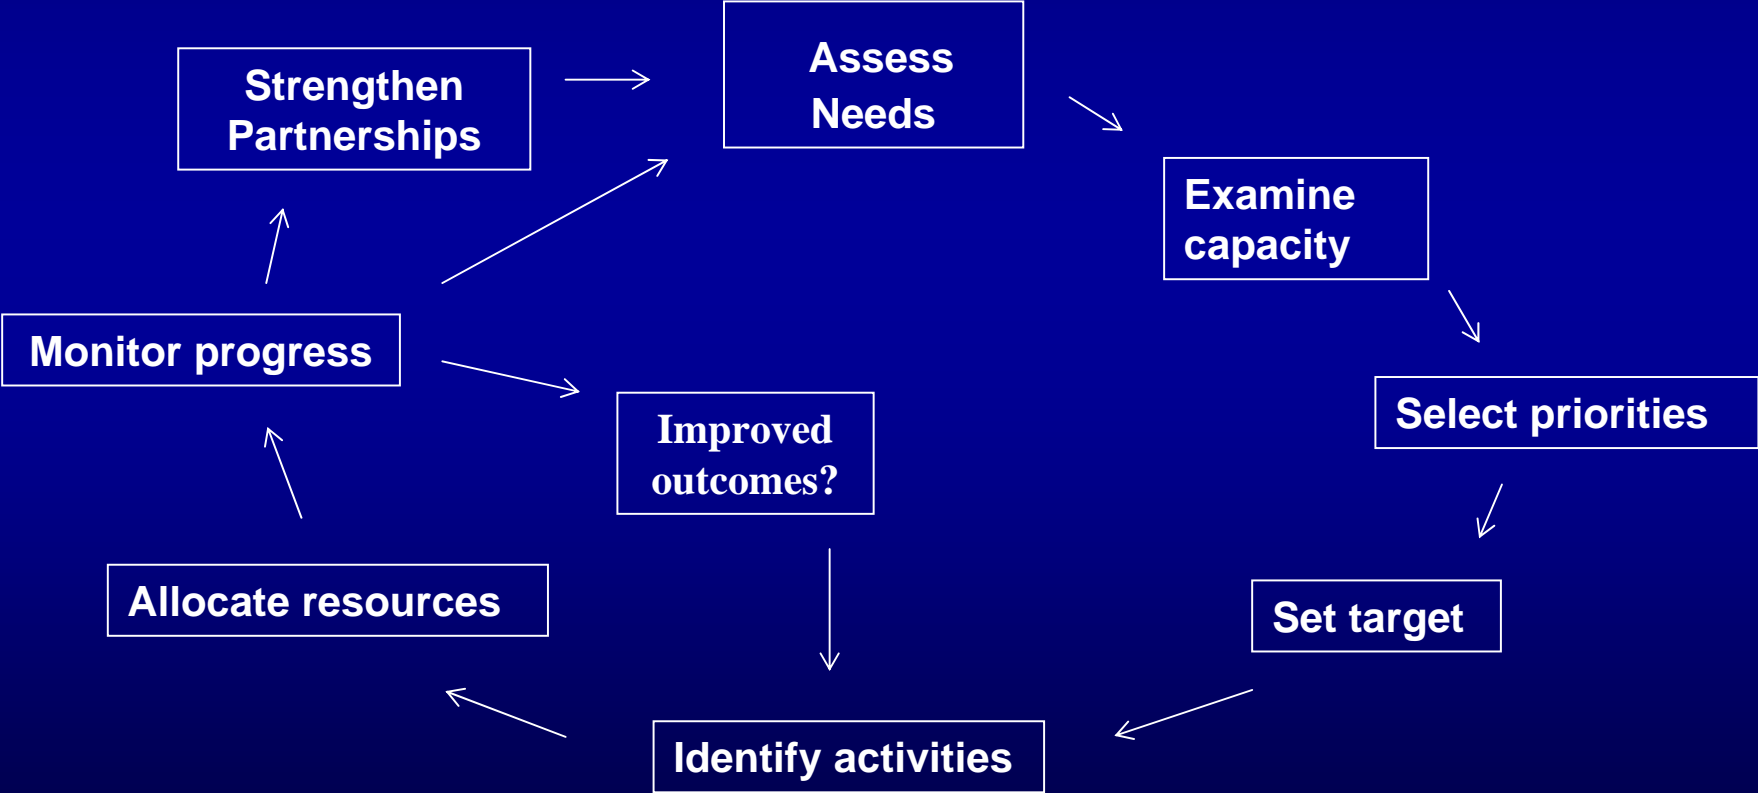 Strengthen
Partnerships
Assess
Needs
Examine
capacity
Monitor progress
Select priorities
Improved
outcomes?
Allocate resources
Set target
Identify activities